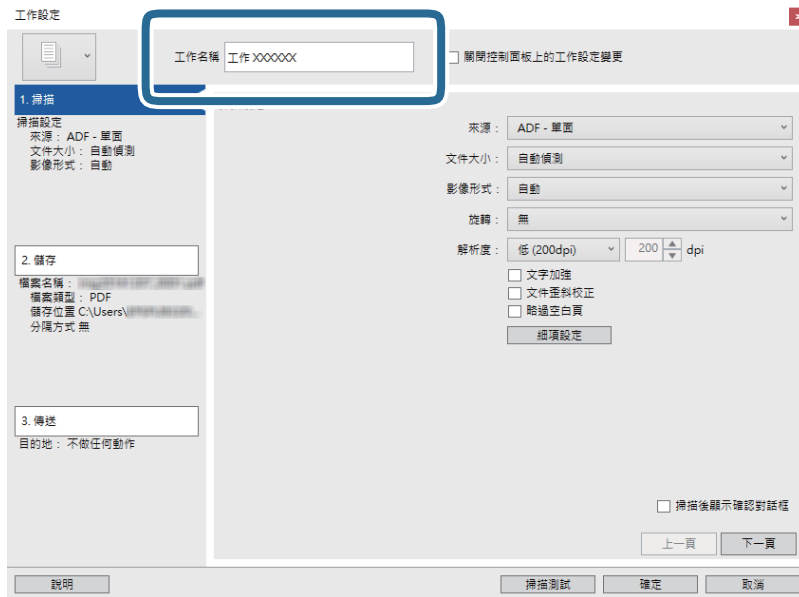 工作設定
工作名稱 工作 XXXXXX
關閉控制面板上的工作設定變更
1. 掃描
掃描設定
來源： ADF - 單面
文件大小： 自動偵測
影像形式： 自動
來源： ADF - 單面
文件大小： 自動偵測
影像形式： 自動
旋轉： 無
解析度： 低 (200dpi) 200 dpi
文字加強
文件歪斜校正
略過空白頁
細項設定
2. 儲存
檔案名稱：
檔案類型： PDF
儲存位置 C:\Users\
分隔方式 無
3. 傳送
目的地： 不做任何動作
掃描後顯示確認對話框
上一頁 下一頁
說明 掃描測試 確定 取消